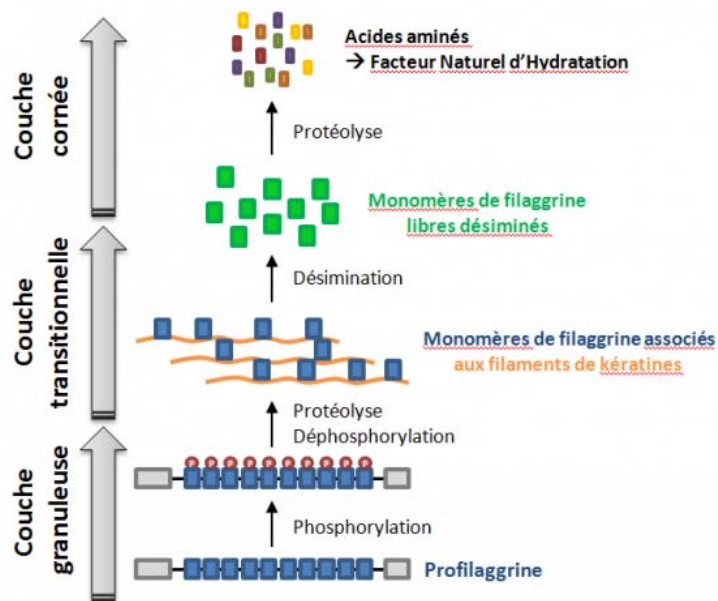 Acides aminés
→ Facteur Naturel d'Hydratation
Couche
cornée
Protéolyse
Monomères de filaggrine
libres désiminés
Désimination
Couche
transitionnelle
Monomères de filaggrine associés
aux filaments de kératines
Protéolyse
Déphosphorylation
P P P P P P P P P P
Couche
granuleuse
Phosphorylation
Profilaggrine